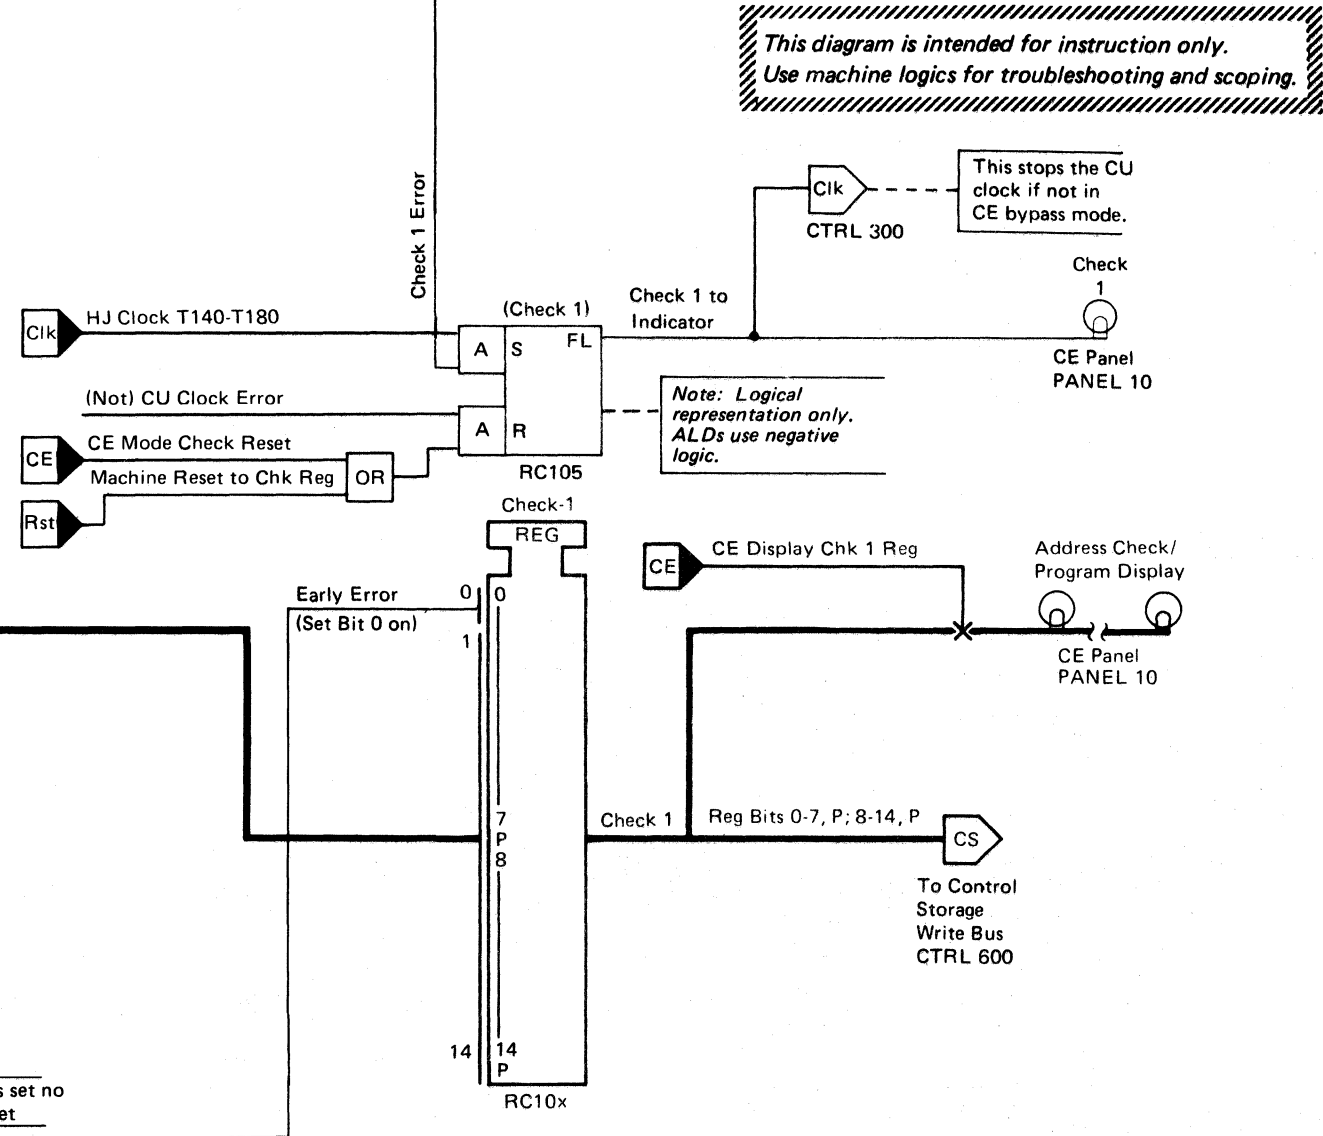 This diagram is intended for instruction only.
Use machine logics for troubleshooting and scoping.
Clk
CTRL 300
This stops the CU
clock if not in
CE bypass mode.
Check 1 Error
Check
1
CE Panel
PANEL 10
Clk
HJ Clock T140-T180
(Check 1)
A
S
FL
Check 1 to
Indicator
(Not) CU Clock Error
A
R
RC105
Note: Logical
representation only.
ALDs use negative
logic.
CE
CE Mode Check Reset
Machine Reset to Chk Reg
OR
Rst
Check-1
REG
CE
CE Display Chk 1 Reg
Address Check/
Program Display
CE Panel
PANEL 10
Early Error
(Set Bit 0 on)
0
0
1
7
P
8
14
14
P
RC10x
Check 1
Reg Bits 0-7, P; 8-14, P
CS
To Control
Storage
Write Bus
CTRL 600
s set no
et